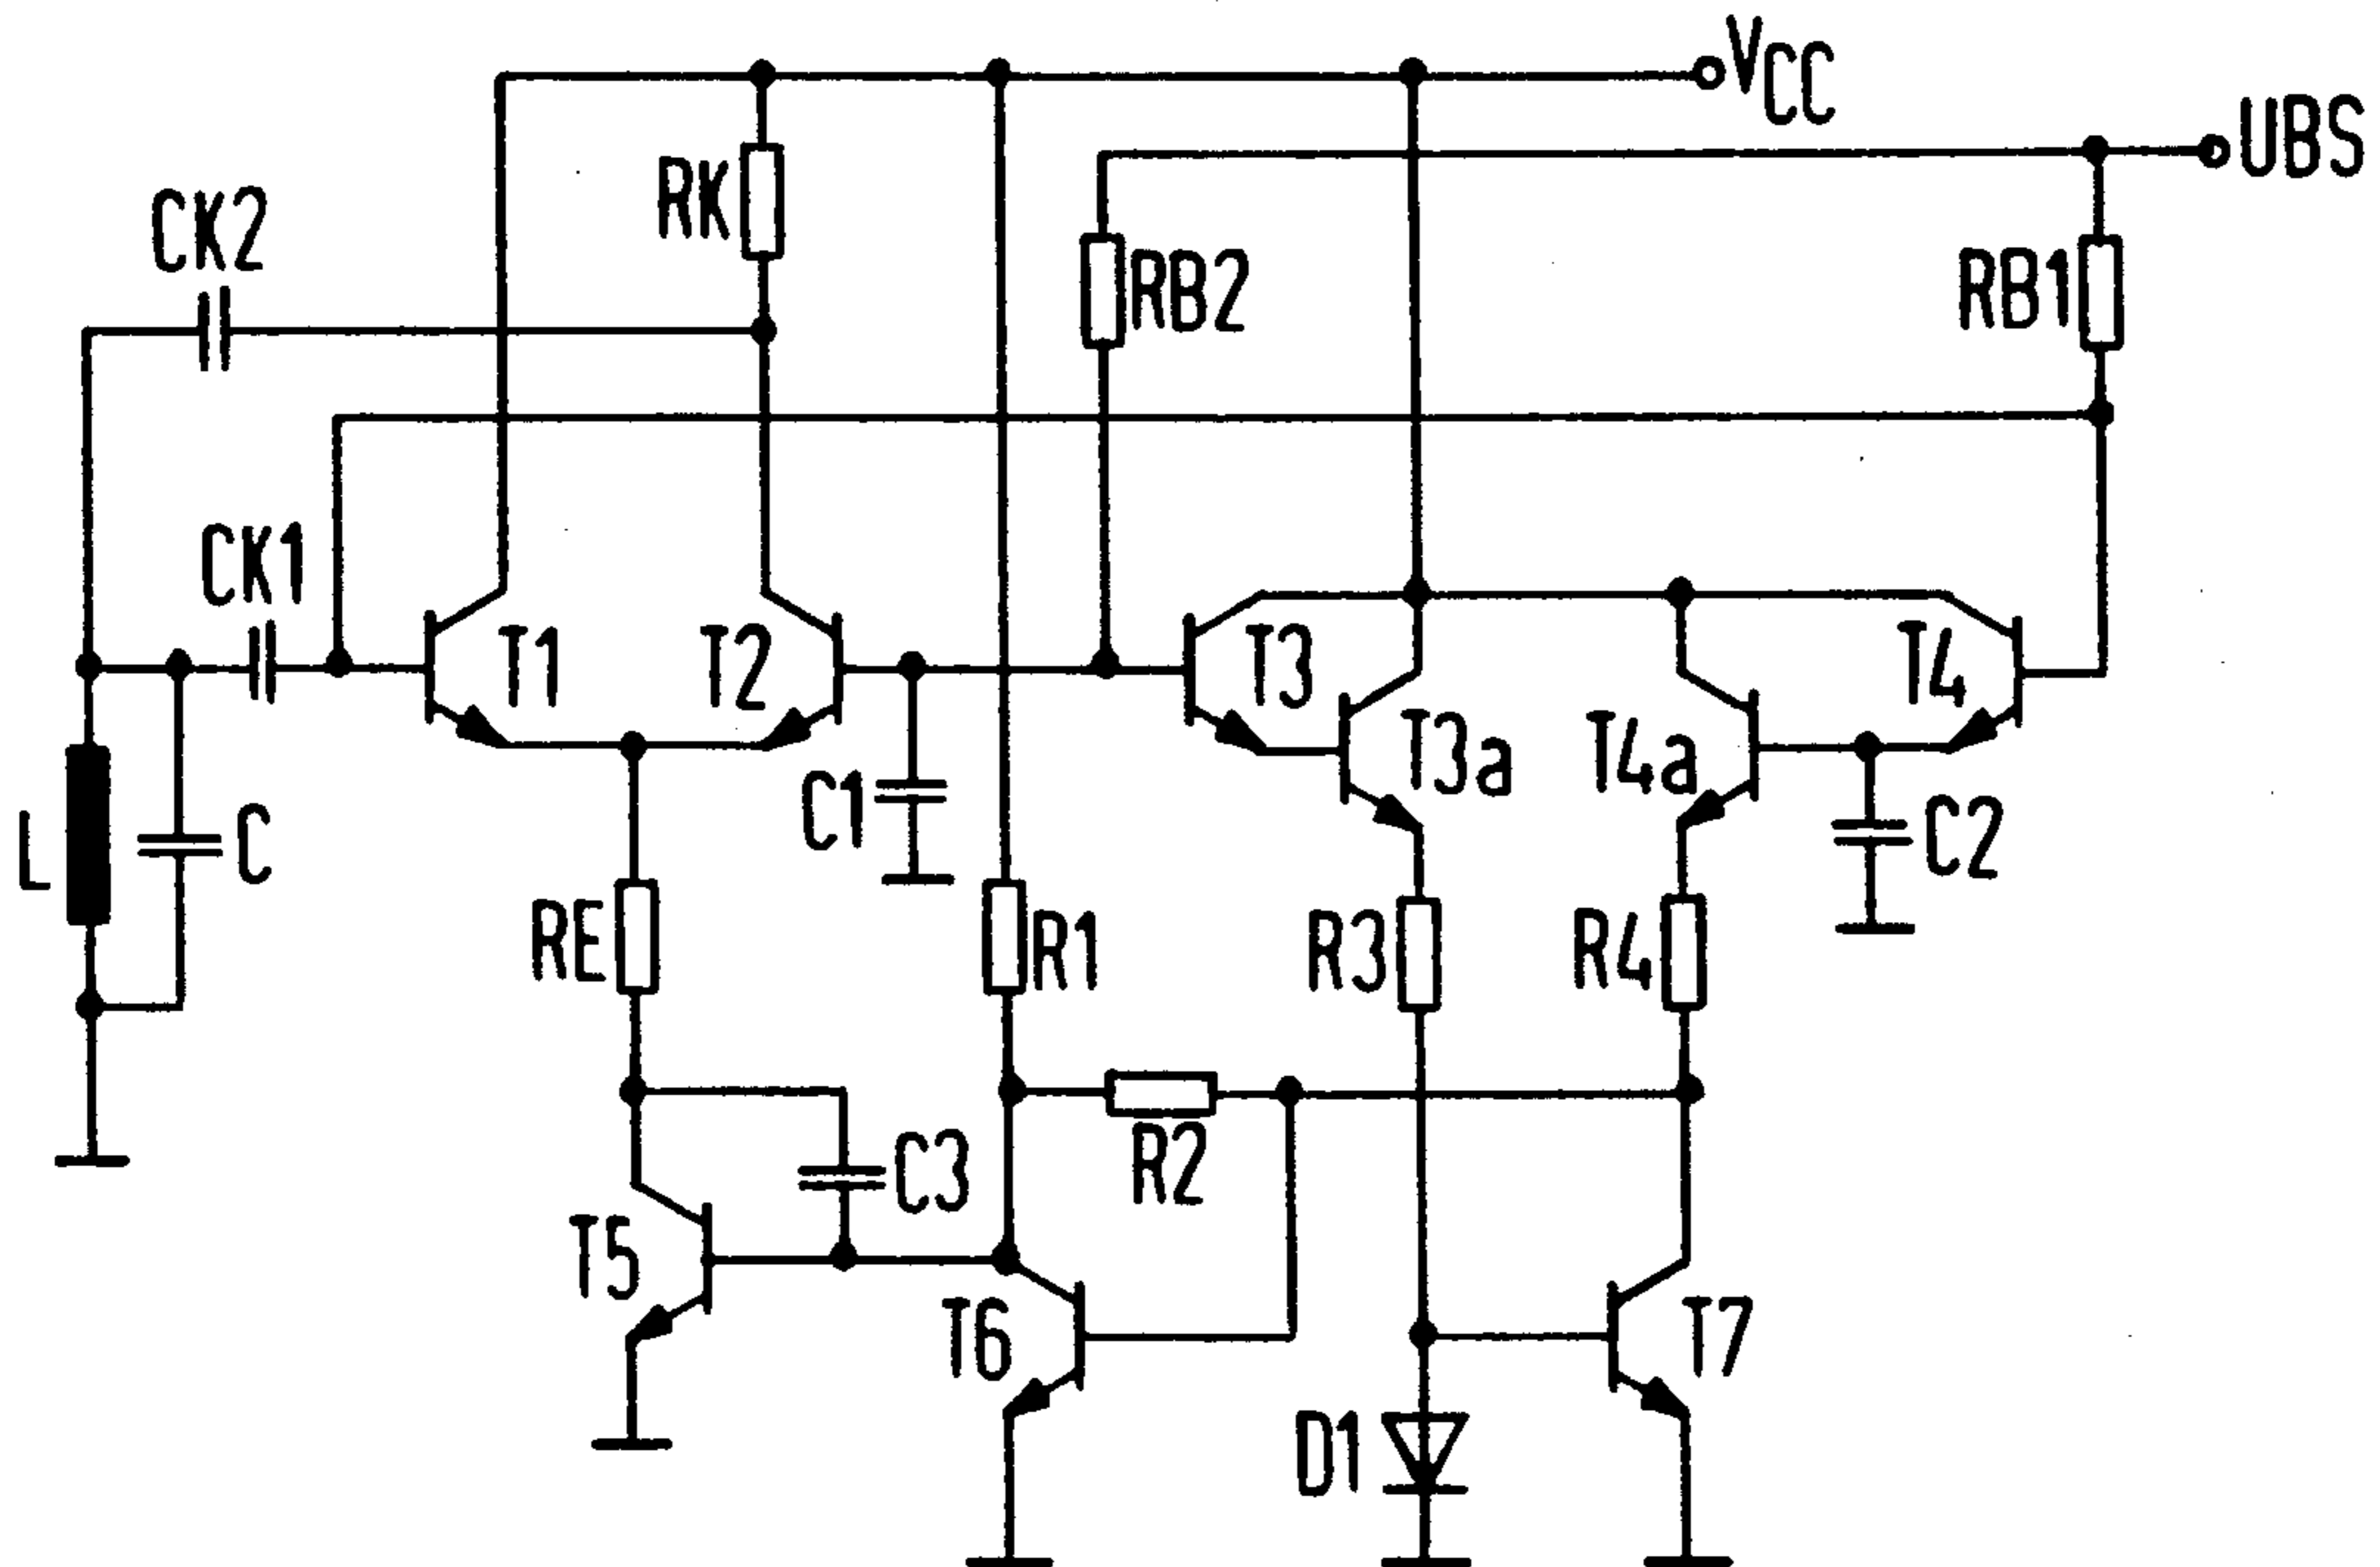 VCC
UBS
RK
CK2
RB2
RB1
CK1
T1
T2
T3
T4
T3a
T4a
C1
C2
L
C
RE
R1
R3
R4
R2
C3
T5
T6
T7
D1